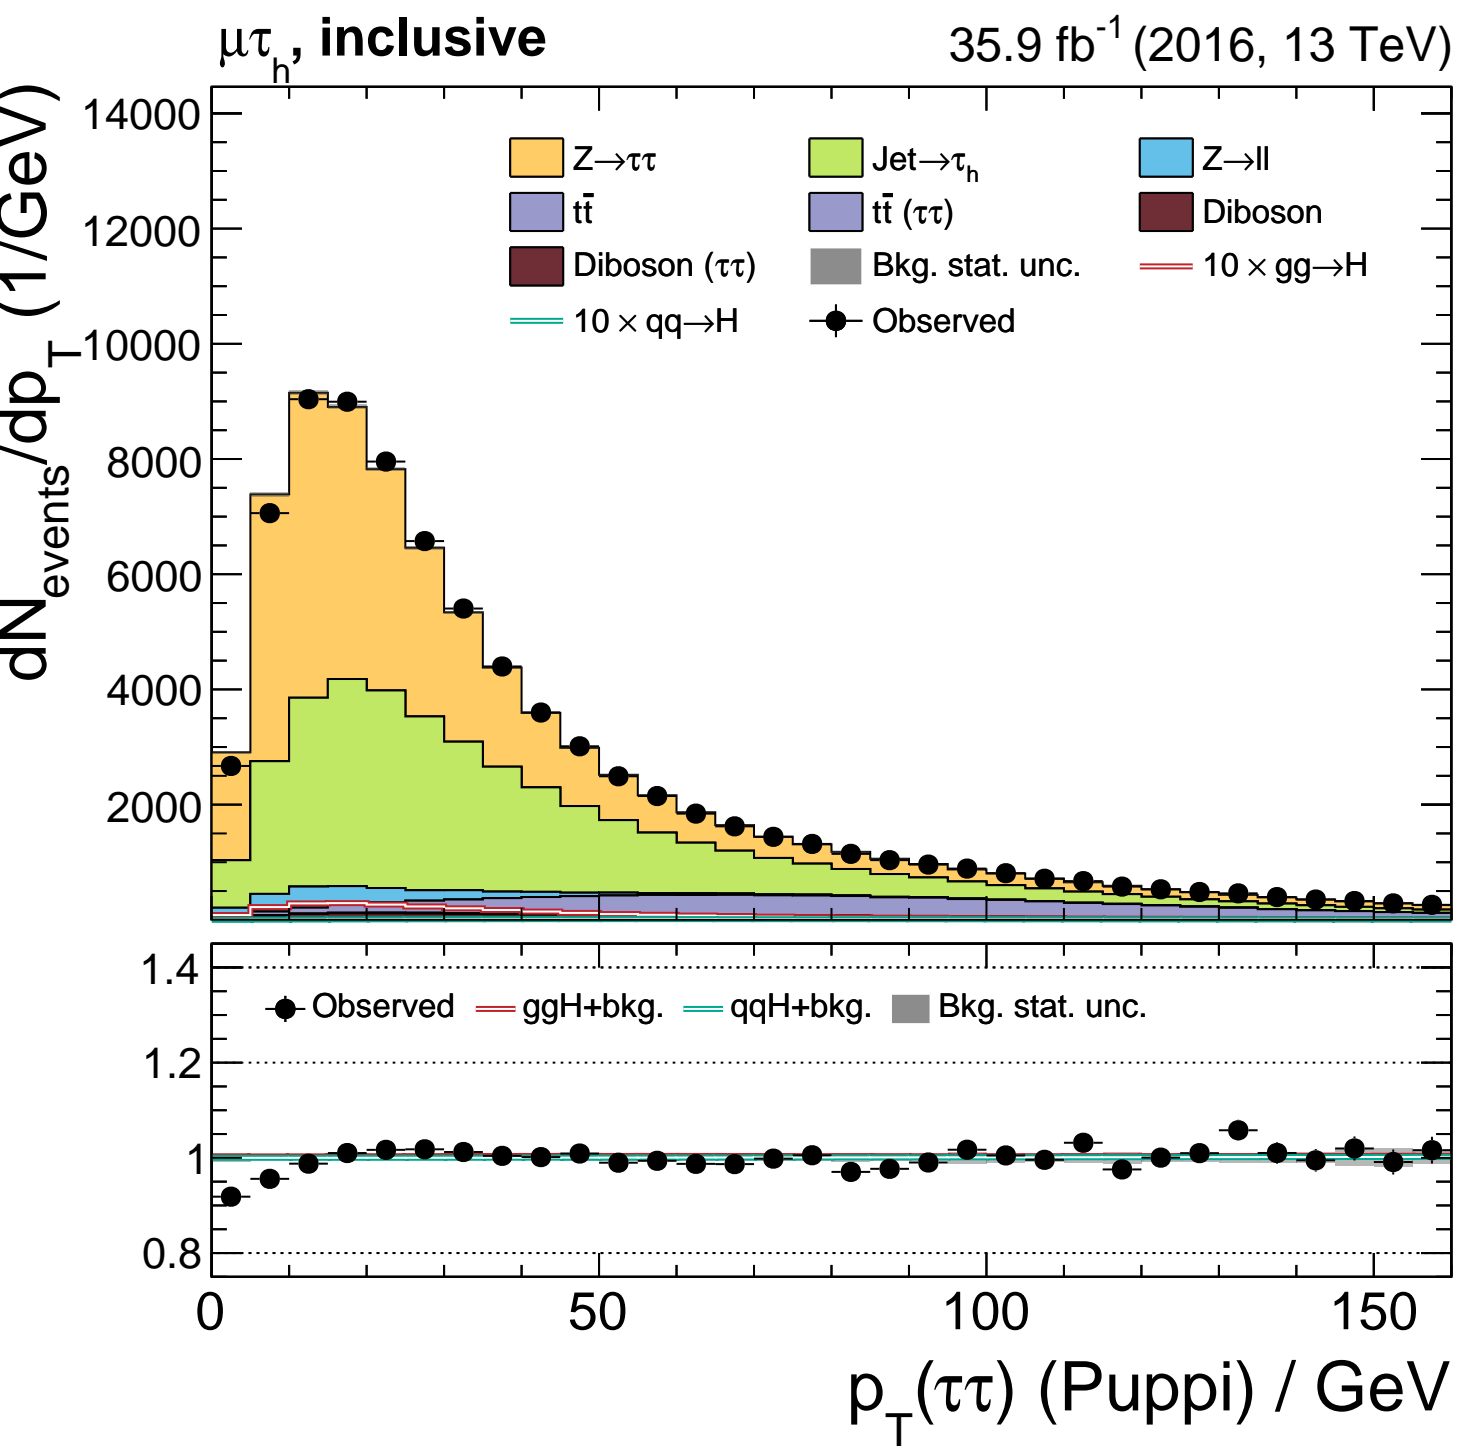 μτh, inclusive 35.9 fb-1 (2016, 13 TeV)
dNevents/dpT (1/GeV)
14000
12000
10000
8000
6000
4000
2000
Z→ττ Jet→τh Z→ll
tt̄ tt̄ (ττ) Diboson
Diboson (ττ) Bkg. stat. unc. 10 × gg→H
10 × qq→H Observed
1.4
1.2
1
0.8
Observed ggH+bkg. qqH+bkg. Bkg. stat. unc.
0 50 100 150
pT(ττ) (Puppi) / GeV